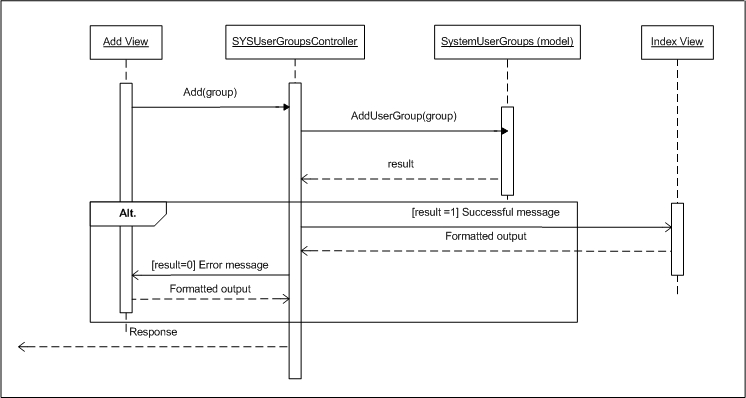 Add View
SYSUserGroupsController
SystemUserGroups (model)
Index View
Add(group)
AddUserGroup(group)
result
Alt.
[result =1] Successful message
Formatted output
[result=0] Error message
Formatted output
Response